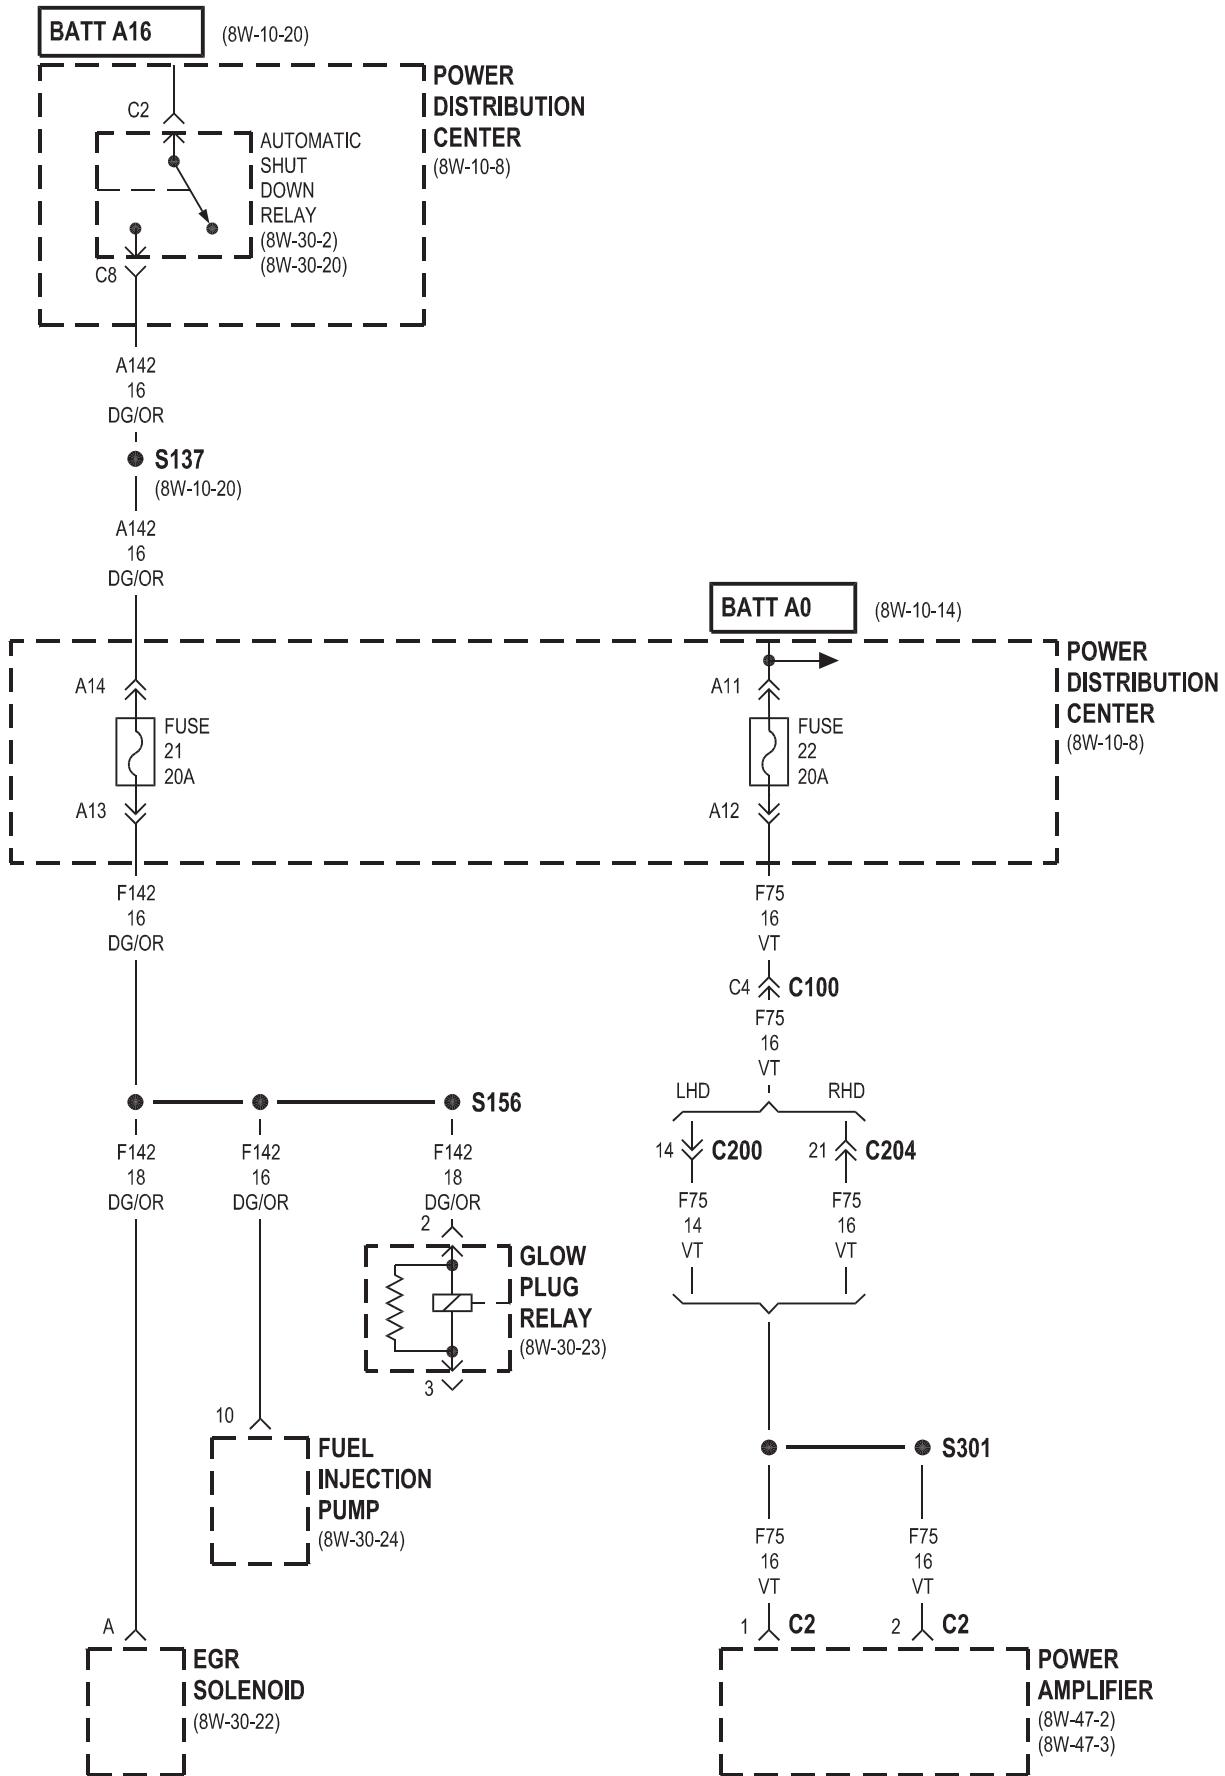 BATT A16
(8W-10-20)
POWER
DISTRIBUTION
CENTER
(8W-10-8)
C2
AUTOMATIC
SHUT
DOWN
RELAY
(8W-30-2)
(8W-30-20)
C8
A142
16
DG/OR
S137
(8W-10-20)
A142
16
DG/OR
BATT A0
(8W-10-14)
POWER
DISTRIBUTION
CENTER
(8W-10-8)
A14
FUSE
21
20A
A13
A11
FUSE
22
20A
A12
F142
16
DG/OR
F75
16
VT
C4
C100
F75
16
VT
LHD
RHD
S156
F142
18
DG/OR
F142
16
DG/OR
F142
18
DG/OR
14
C200
21
C204
F75
14
VT
F75
16
VT
2
GLOW
PLUG
RELAY
(8W-30-23)
3
10
FUEL
INJECTION
PUMP
(8W-30-24)
S301
F75
16
VT
F75
16
VT
A
EGR
SOLENOID
(8W-30-22)
1
C2
2
C2
POWER
AMPLIFIER
(8W-47-2)
(8W-47-3)